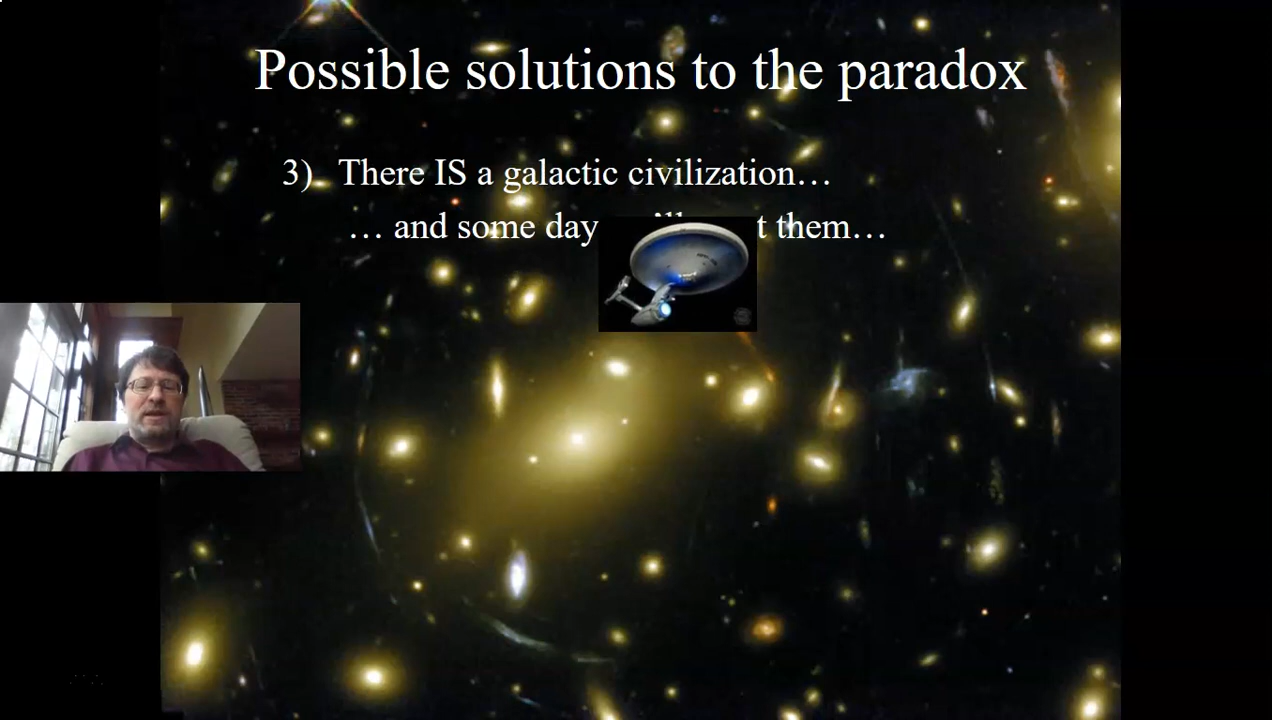 Possible solutions to the paradox
3) There IS a galactic civilization…
… and some day them…